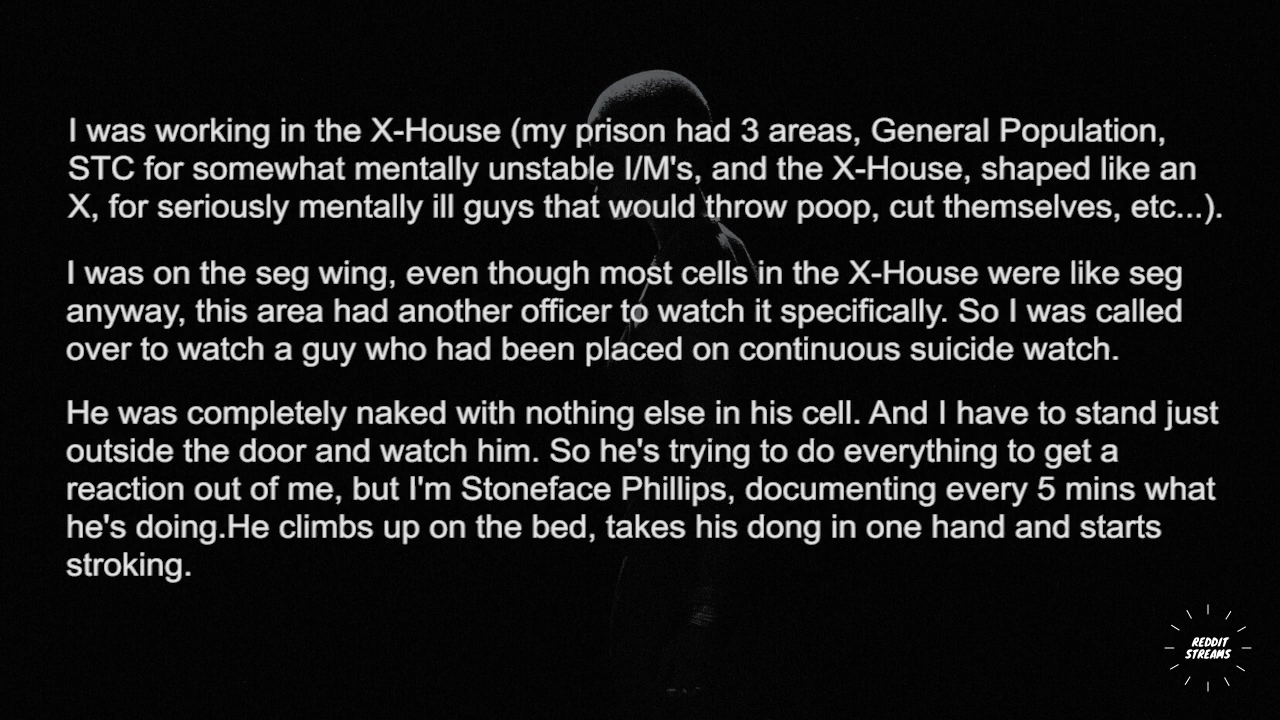 I was working in the X-House (my prison had 3 areas, General Population,
STC for somewhat mentally unstable I/M's, and the X-House, shaped like an
X, for seriously mentally ill guys that would throw poop, cut themselves, etc...).
I was on the seg wing, even though most cells in the X-House were like seg
anyway, this area had another officer to watch it specifically. So I was called
over to watch a guy who had been placed on continuous suicide watch.
He was completely naked with nothing else in his cell. And I have to stand just
outside the door and watch him. So he's trying to do everything to get a
reaction out of me, but I'm Stoneface Phillips, documenting every 5 mins what
he's doing.He climbs up on the bed, takes his dong in one hand and starts
stroking.
REDDIT
STREAMS